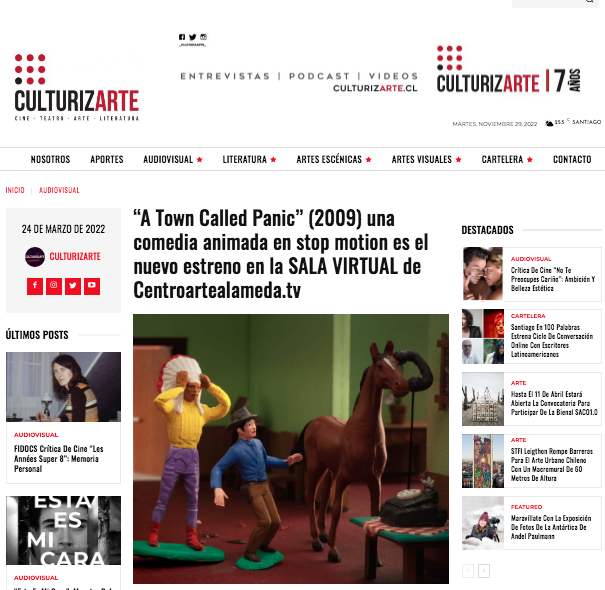 CULTURIZARTE
CINE · TEATRO · ARTE · LITERATURA
ENTREVISTAS | PODCAST | VIDEOS
CULTURIZARTE.CL
CULTURIZARTE | 7 AÑOS
MARTES, NOVIEMBRE 29, 2022
25.5 C SANTIAGO
NOSOTROS APORTES AUDIOVISUAL LITERATURA ARTES ESCÉNICAS ARTES VISUALES CARTELERA CONTACTO
INICIO | AUDIOVISUAL
24 DE MARZO DE 2022
CULTURIZARTE
ÚLTIMOS POSTS
AUDIOVISUAL
FIDOCS Crítica De Cine “Les
Années Super 8”: Memoria
Personal
ESTA
ES
MI
CARA
AUDIOVISUAL
“A Town Called Panic” (2009) una
comedia animada en stop motion es el
nuevo estreno en la SALA VIRTUAL de
Centroartealameda.tv
DESTACADOS
AUDIOVISUAL
Crítica De Cine “No Te
Preocupes Cariño”: Ambición Y
Belleza Estética
CARTELERA
Santiago En 100 Palabras
Estrena Ciclo De Conversación
Online Con Escritores
Latinoamericanos
ARTE
Hasta El 11 De Abril Estará
Abierta La Convocatoria Para
Participar De La Bienal SACO1.0
ARTE
STFI Leigthon Rompe Barreras
Para El Arte Urbano Chileno
Con Un Macromural De 60
Metros De Altura
FEATURED
Maravíllate Con La Exposición
De Fotos De La Antártica De
Andel Paulmann